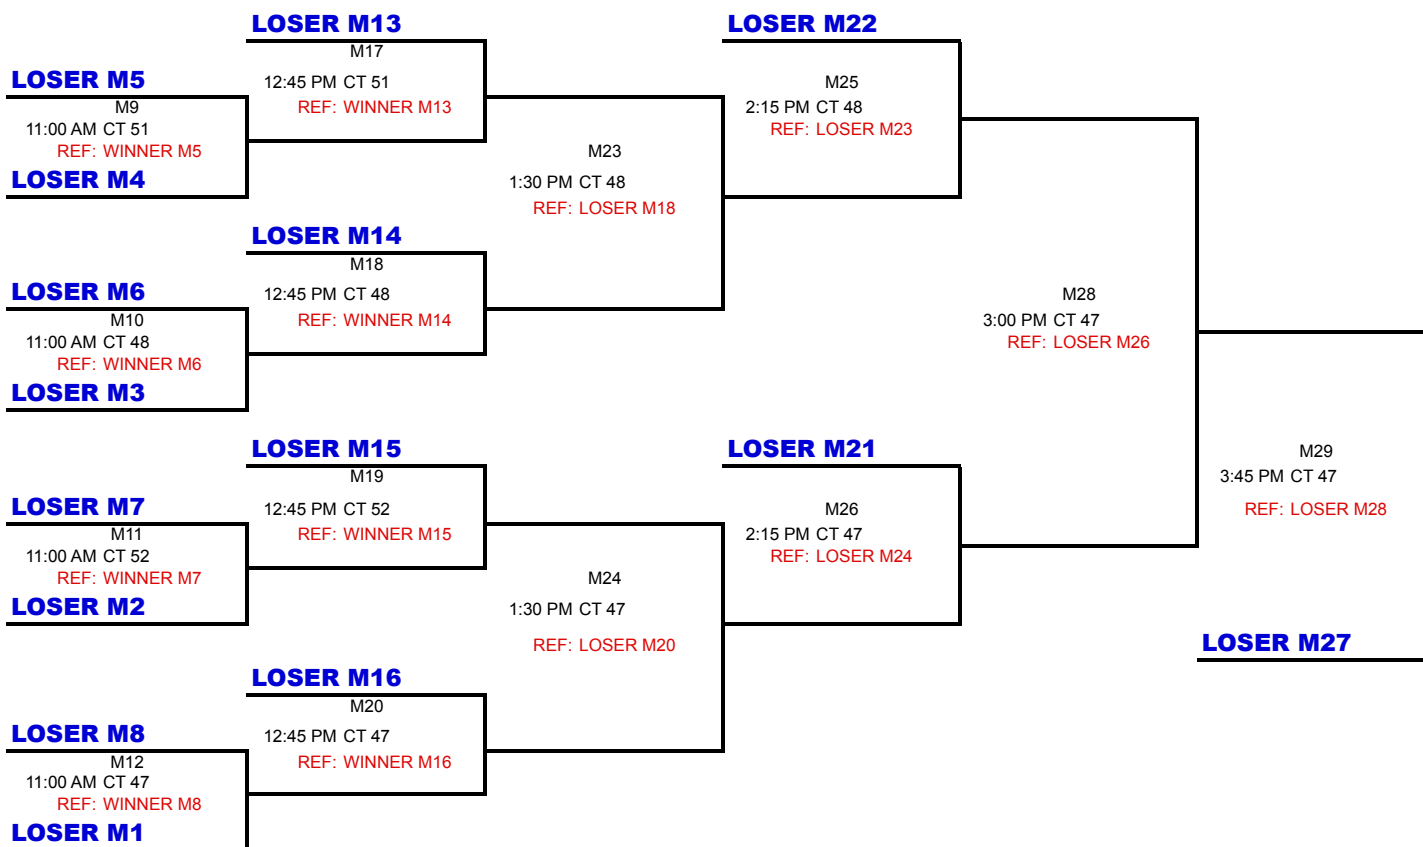 LOSER M13
M17
12:45 PM CT 51
REF: WINNER M13
LOSER M5
M9
11:00 AM CT 51
REF: WINNER M5
LOSER M4
LOSER M22
M25
2:15 PM CT 48
REF: LOSER M23
M23
1:30 PM CT 48
REF: LOSER M18
LOSER M14
M18
12:45 PM CT 48
REF: WINNER M14
LOSER M6
M10
11:00 AM CT 48
REF: WINNER M6
LOSER M3
M28
3:00 PM CT 47
REF: LOSER M26
LOSER M15
M19
12:45 PM CT 52
REF: WINNER M15
LOSER M7
M11
11:00 AM CT 52
REF: WINNER M7
LOSER M2
LOSER M21
M26
2:15 PM CT 47
REF: LOSER M24
M29
3:45 PM CT 47
REF: LOSER M28
M24
1:30 PM CT 47
REF: LOSER M20
LOSER M27
LOSER M16
M20
12:45 PM CT 47
REF: WINNER M16
LOSER M8
M12
11:00 AM CT 47
REF: WINNER M8
LOSER M1